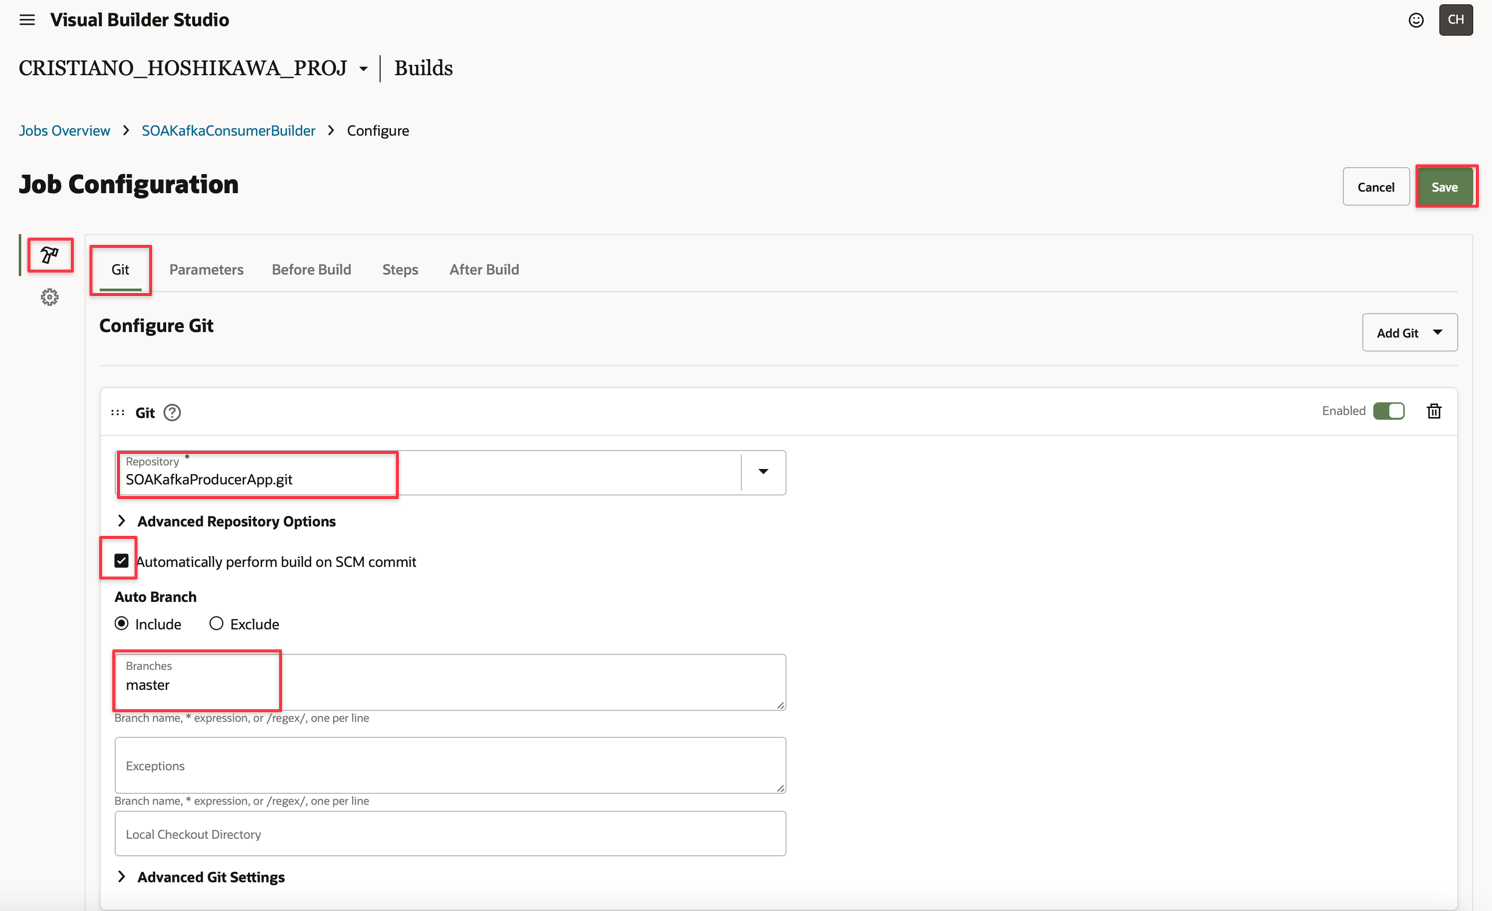 Visual Builder Studio
CH
CRISTIANO_HOSHIKAWA_PROJ
Builds
Jobs Overview
SOAKafkaConsumerBuilder
Configure
Job Configuration
Cancel
Save
Git
Parameters
Before Build
Steps
After Build
Configure Git
Add Git
Git
Enabled
Repository
SOAKafkaProducerApp.git
Advanced Repository Options
Automatically perform build on SCM commit
Auto Branch
Include
Exclude
Branches
master
Branch name, * expression, or /regex/, one per line
Exceptions
Branch name, * expression, or /regex/, one per line
Local Checkout Directory
Advanced Git Settings